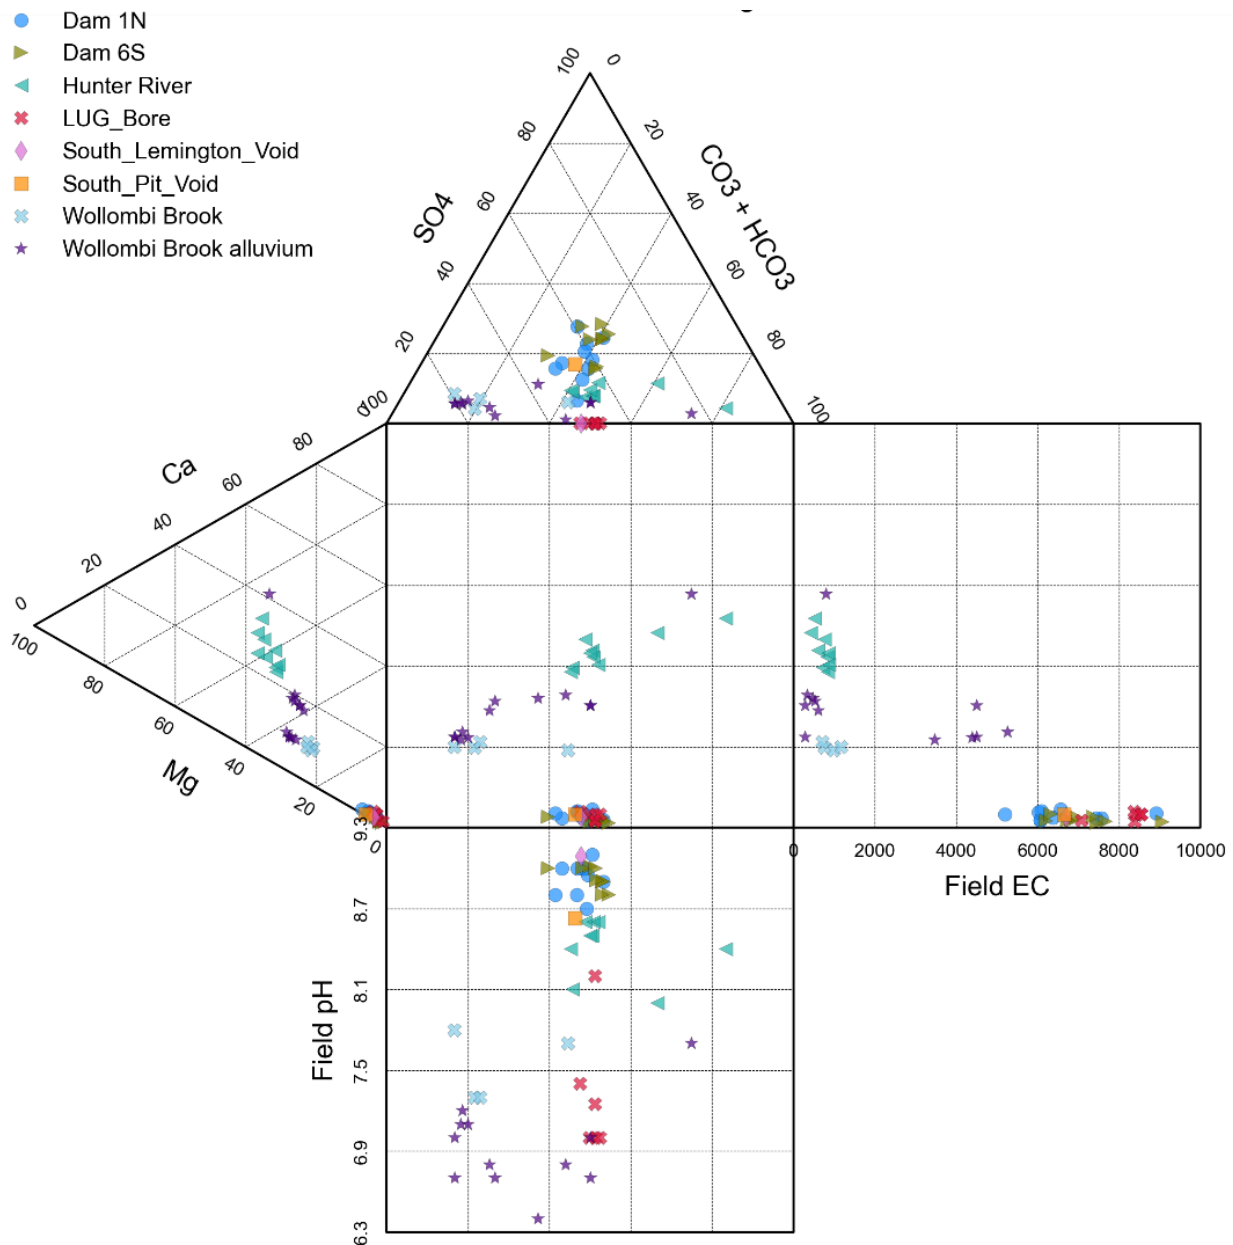 Dam 1N
Dam 6S
Hunter River
LUG_Bore
South_Lemington_Void
South_Pit_Void
Wollombi Brook
Wollombi Brook alluvium
100 0
80 20
SO4 CO3 + HCO3
60 40
40 60
20 80
0 100
100
80
Ca
60
40
20
0
100
80
60
Mg
40
20
0
0 2000 4000 6000 8000 10000
Field EC
9.3
8.7
8.1
7.5
6.9
6.3
Field pH